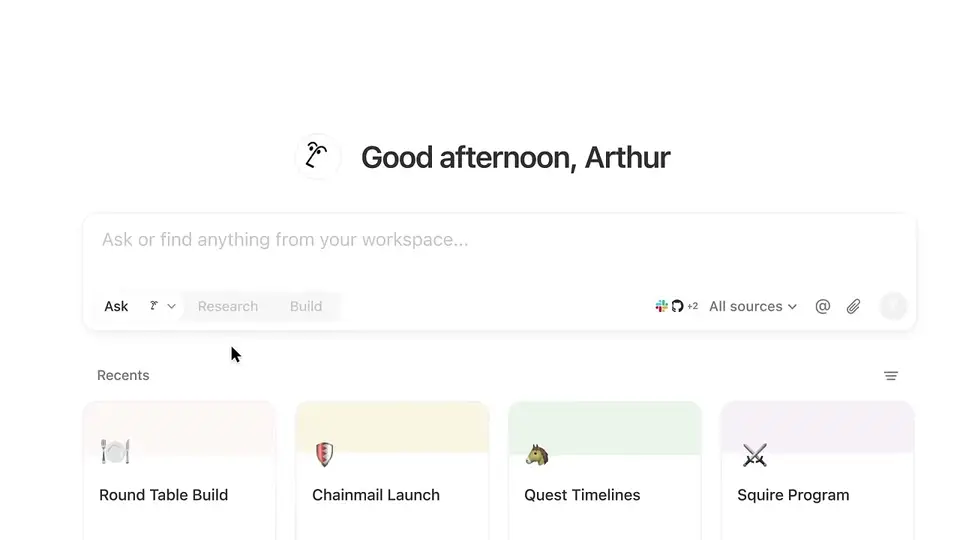 Good afternoon, Arthur
Ask or find anything from your workspace...
Ask Research Build +2 All sources @
Recents
Round Table Build Chainmail Launch Quest Timelines Squire Program